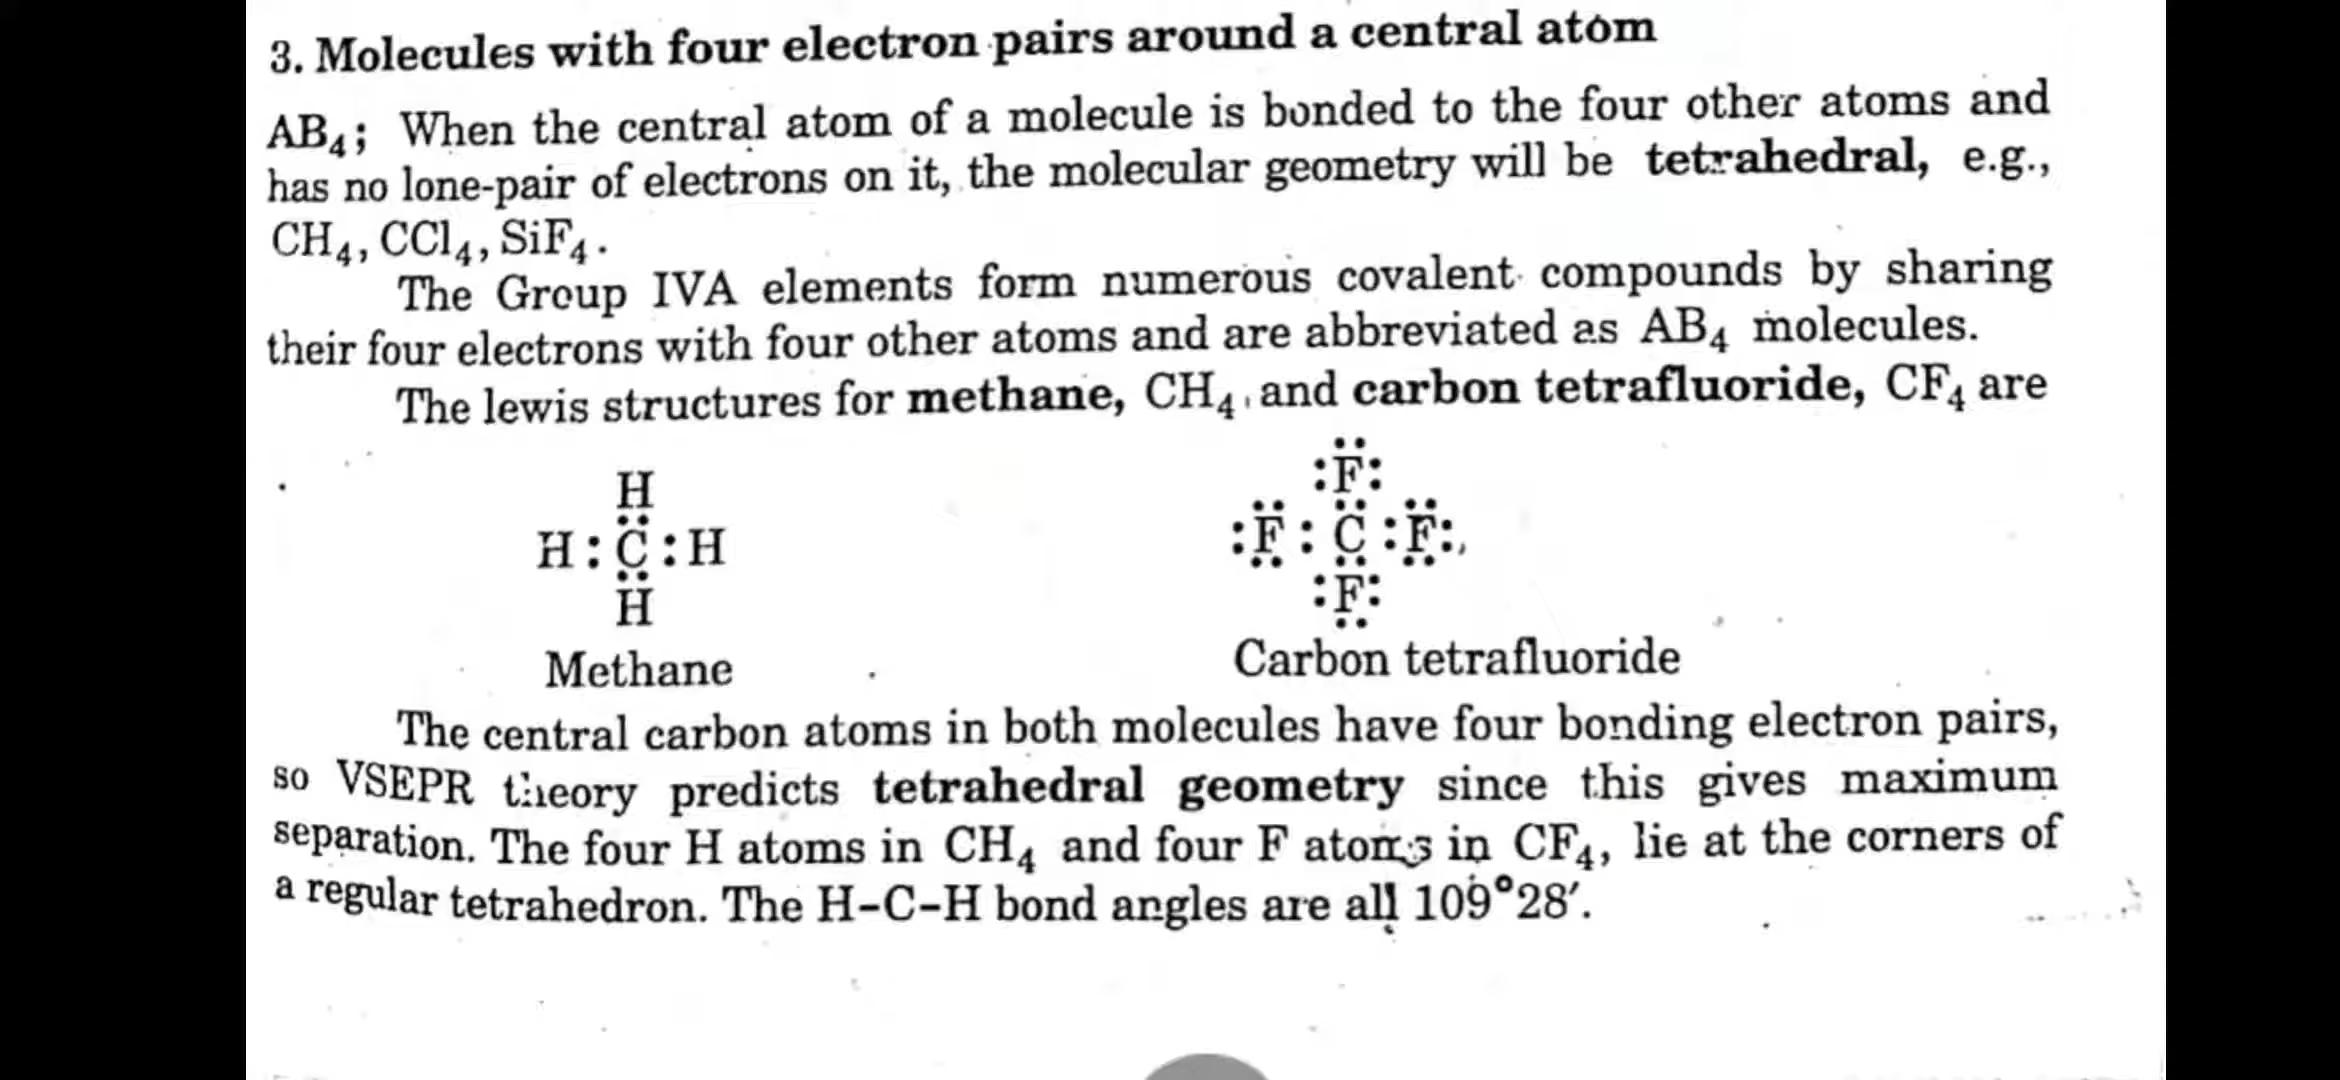 3. Molecules with four electron pairs around a central atom
AB₄; When the central atom of a molecule is bonded to the four other atoms and
has no lone-pair of electrons on it, the molecular geometry will be tetrahedral, e.g.,
CH₄, CCl₄, SiF₄.
The Group IVA elements form numerous covalent compounds by sharing
their four electrons with four other atoms and are abbreviated as AB₄ molecules.
The lewis structures for methane, CH₄, and carbon tetrafluoride, CF₄ are
H
H : C : H
H
:F:
:F : C : F:,
:F:
Methane
Carbon tetrafluoride
The central carbon atoms in both molecules have four bonding electron pairs,
so VSEPR theory predicts tetrahedral geometry since this gives maximum
separation. The four H atoms in CH₄ and four F atoms in CF₄, lie at the corners of
a regular tetrahedron. The H–C–H bond angles are all 109°28′.